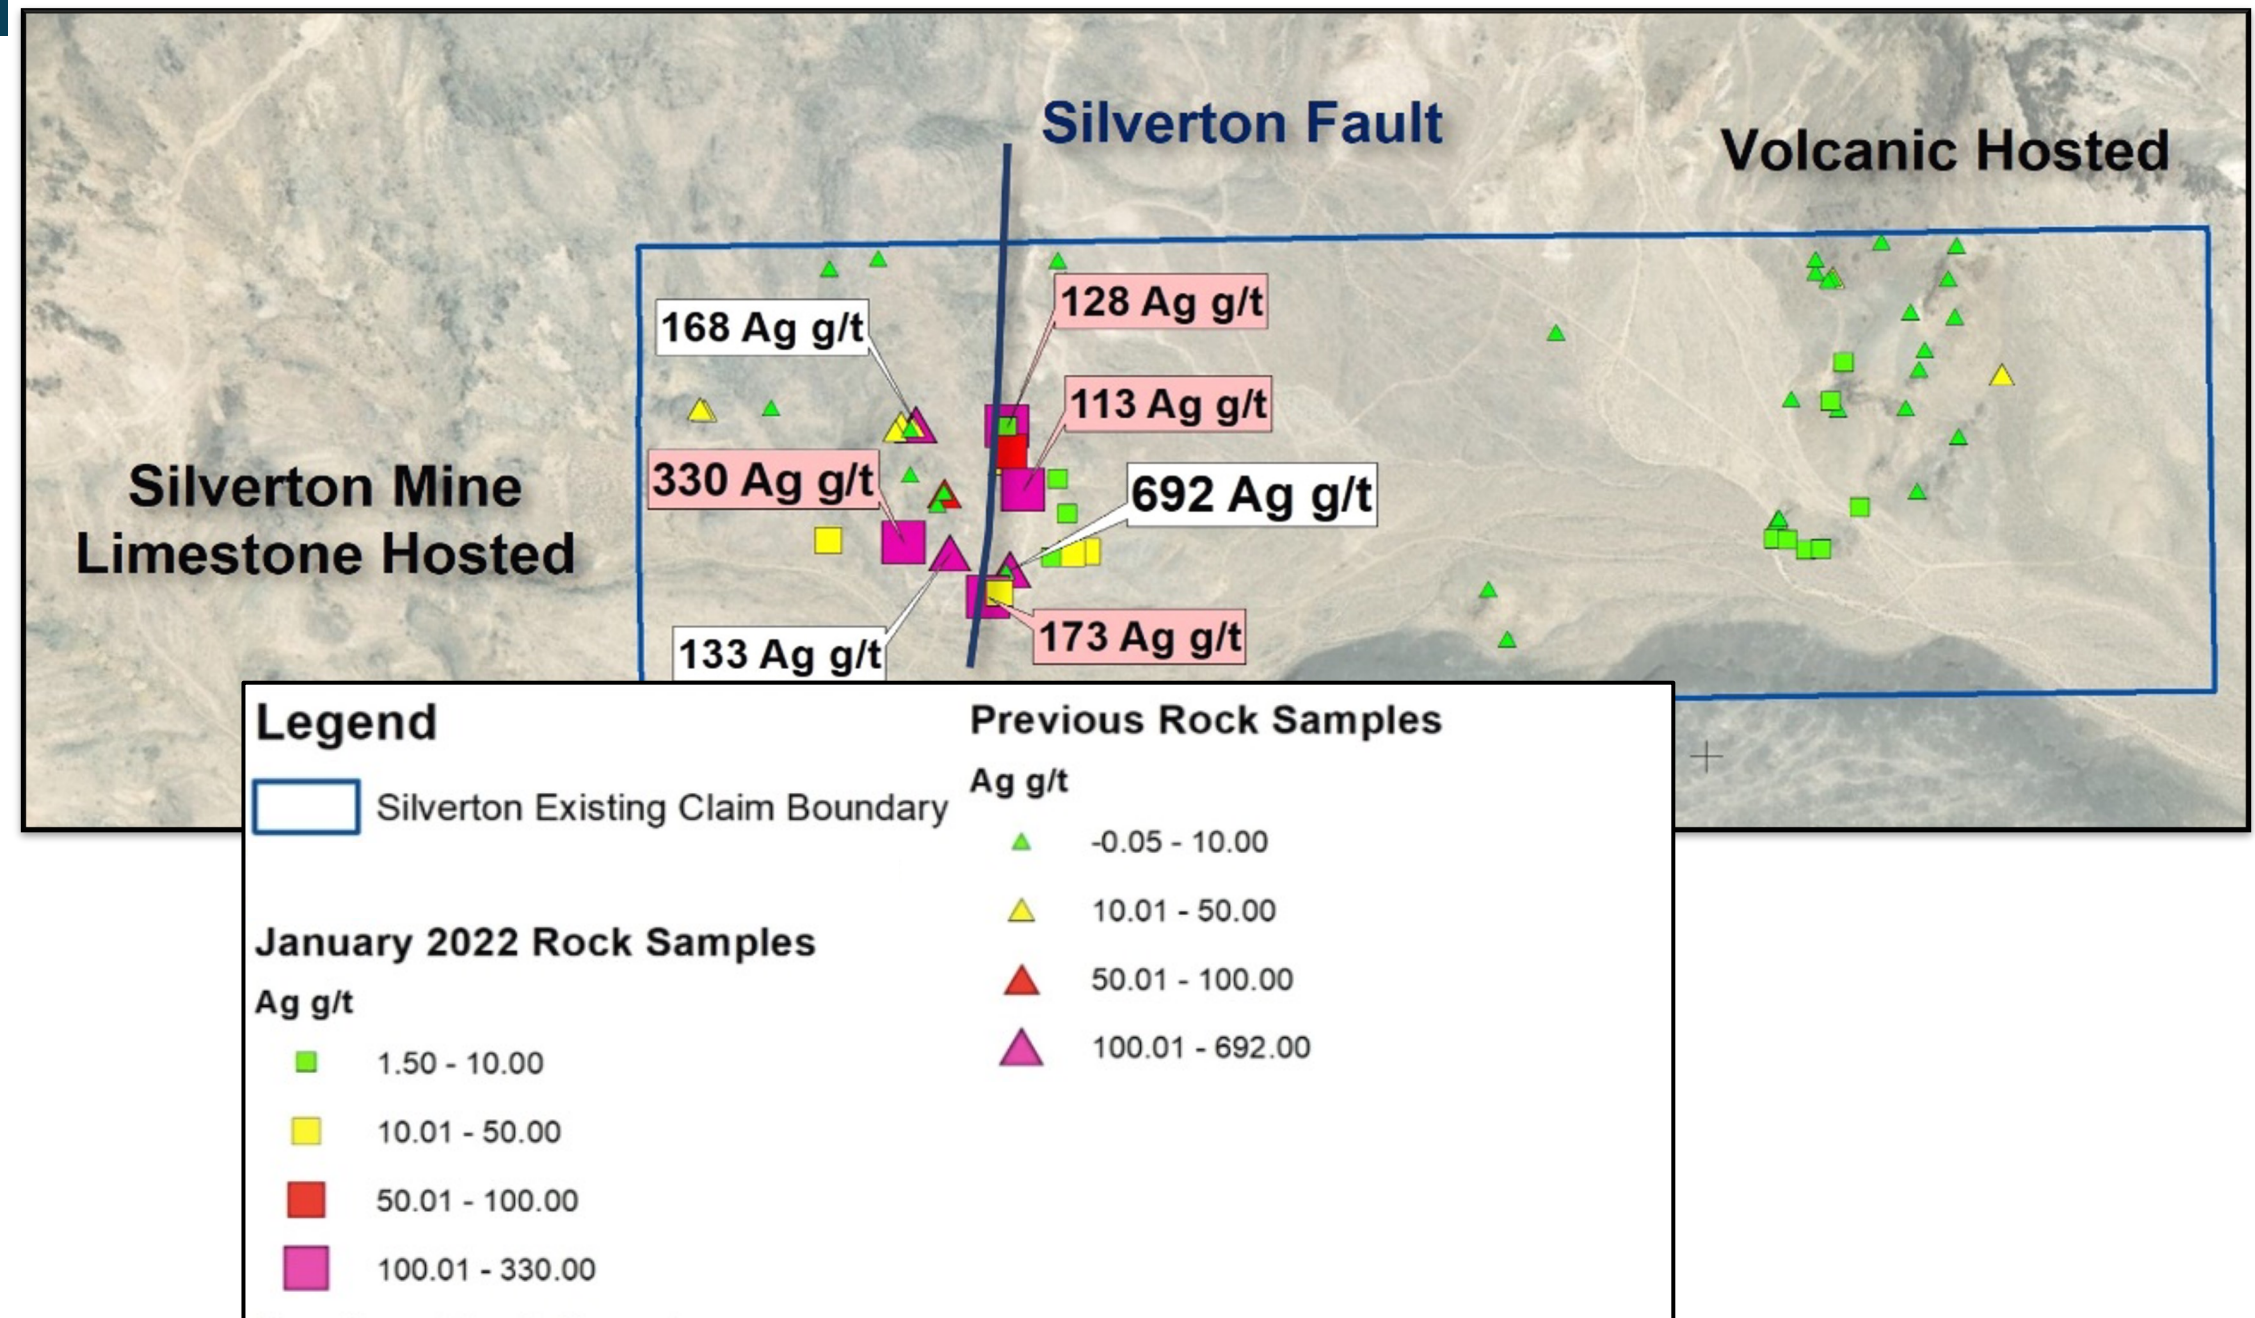 Silverton Fault
Volcanic Hosted
128 Ag g/t
168 Ag g/t
113 Ag g/t
330 Ag g/t
692 Ag g/t
Silverton Mine
Limestone Hosted
173 Ag g/t
133 Ag g/t
Legend
Silverton Existing Claim Boundary
January 2022 Rock Samples
Ag g/t
1.50 - 10.00
10.01 - 50.00
50.01 - 100.00
100.01 - 330.00
Previous Rock Samples
Ag g/t
-0.05 - 10.00
10.01 - 50.00
50.01 - 100.00
100.01 - 692.00